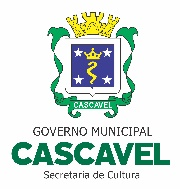 CASCAVEL
GOVERNO MUNICIPAL
CASCAVEL
Secretaria de Cultura